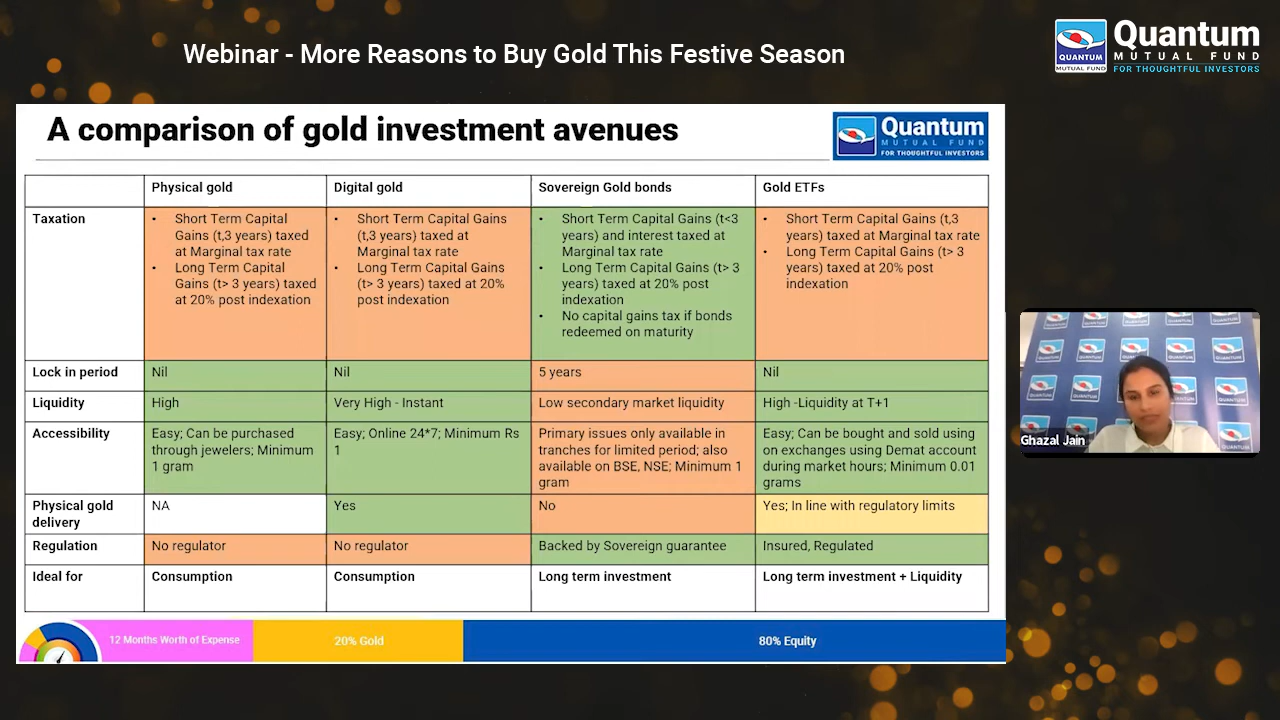 Webinar - More Reasons to Buy Gold This Festive Season
QUANTUM
MUTUAL FUND
Quantum
MUTUAL FUND
FOR THOUGHTFUL INVESTORS
A comparison of gold investment avenues
Quantum
MUTUAL FUND
FOR THOUGHTFUL INVESTORS
Physical gold
Digital gold
Sovereign Gold bonds
Gold ETFs
Taxation
• Short Term Capital
Gains (t,3 years) taxed
at Marginal tax rate
• Long Term Capital
Gains (t> 3 years) taxed
at 20% post indexation
• Short Term Capital Gains
(t,3 years) taxed at
Marginal tax rate
• Long Term Capital Gains
(t> 3 years) taxed at 20%
post indexation
• Short Term Capital Gains (t<3
years) and interest taxed at
Marginal tax rate
• Long Term Capital Gains (t> 3
years) taxed at 20% post
indexation
• No capital gains tax if bonds
redeemed on maturity
• Short Term Capital Gains (t,3
years) taxed at Marginal tax rate
• Long Term Capital Gains (t> 3
years) taxed at 20% post
indexation
Lock in period
Nil
Nil
5 years
Nil
Liquidity
High
Very High - Instant
Low secondary market liquidity
High -Liquidity at T+1
Accessibility
Easy; Can be purchased
through jewelers; Minimum
1 gram
Easy; Online 24*7; Minimum Rs
1
Primary issues only available in
tranches for limited period; also
available on BSE, NSE; Minimum 1
gram
Easy; Can be bought and sold using
on exchanges using Demat account
during market hours; Minimum 0.01
grams
Physical gold
delivery
NA
Yes
No
Yes; In line with regulatory limits
Regulation
No regulator
No regulator
Backed by Sovereign guarantee
Insured, Regulated
Ideal for
Consumption
Consumption
Long term investment
Long term investment + Liquidity
12 Months Worth of Expense
20% Gold
80% Equity
QUANTUM
QUANTUM
Ghazal Jain